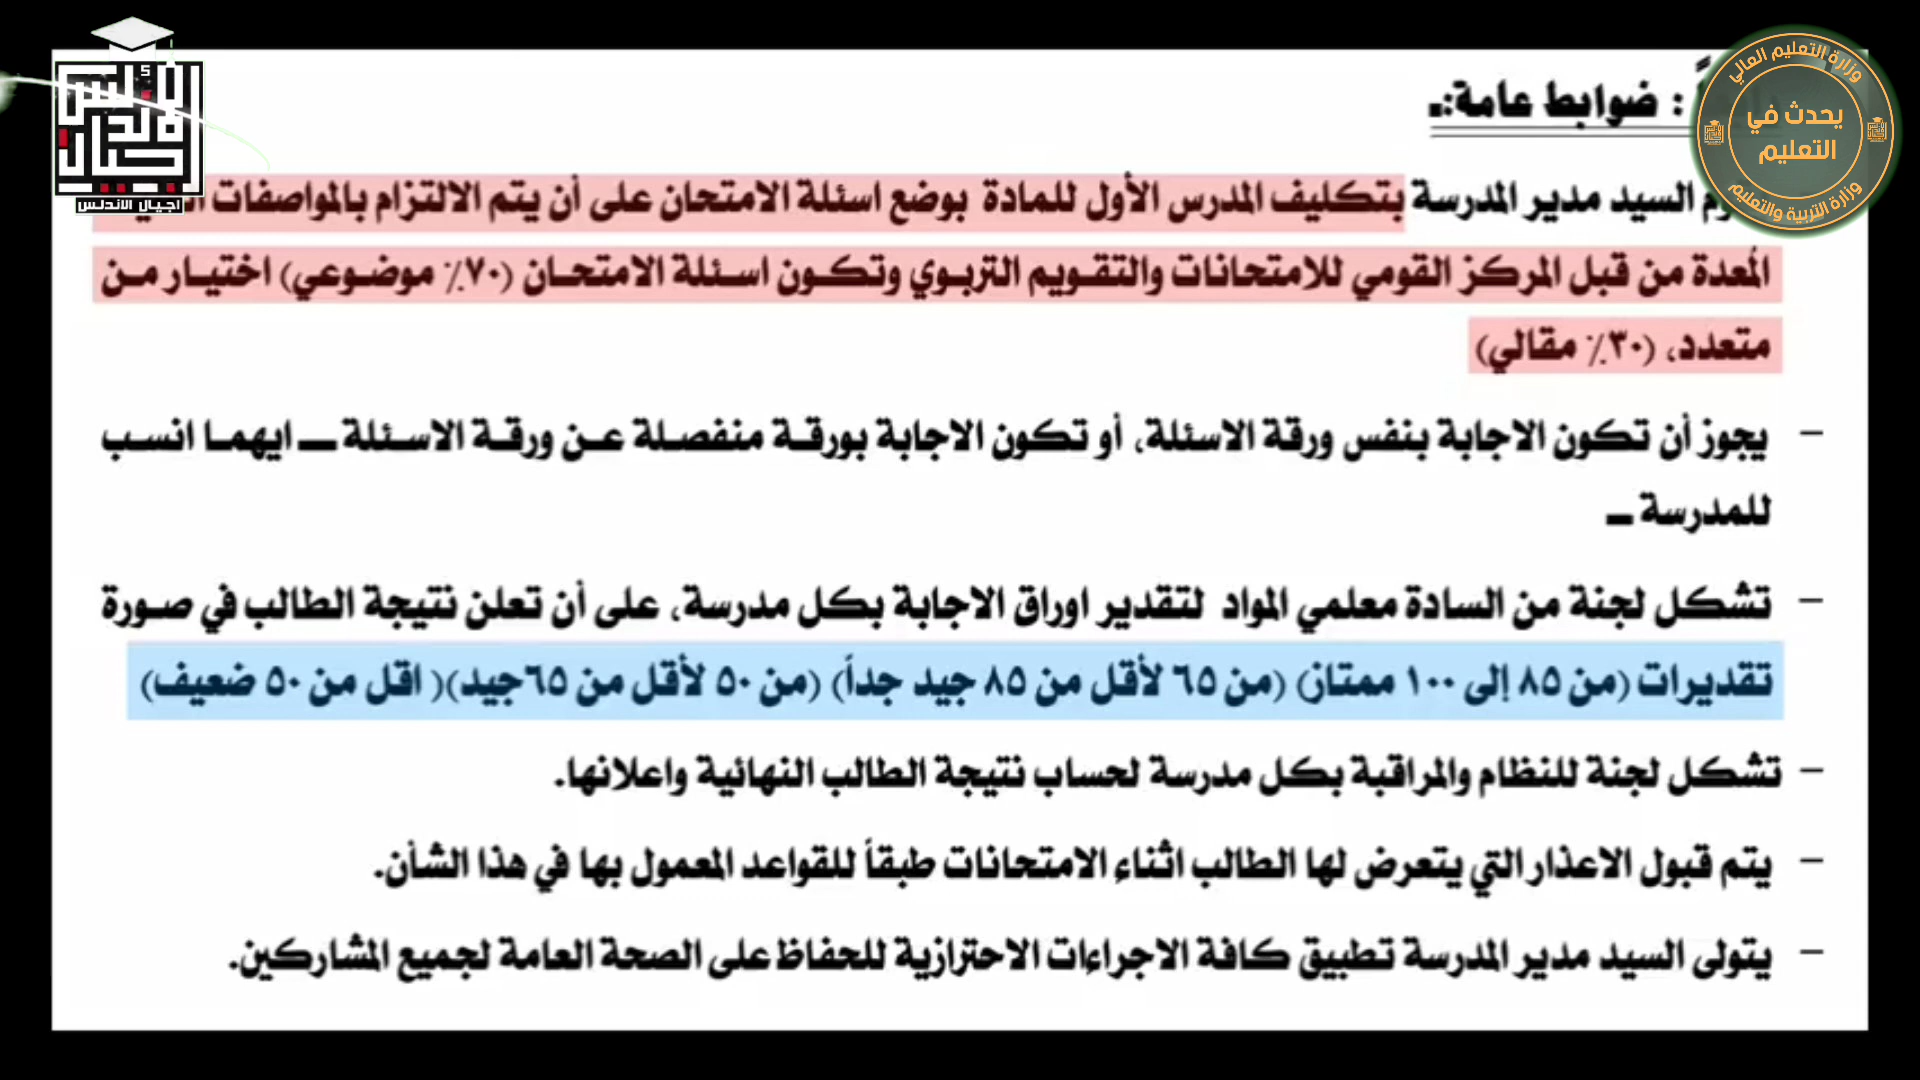 : ضوابط عامة:ـ
السيد مدير المدرسة بتكليف المدرس الأول للمادة بوضع اسئلة الامتحان على أن يتم الالتزام بالمواصفات
المُعدة من قبل المركز القومي للامتحانات والتقويم التربوي وتكون اسئلة الامتحان (٧٠٪ موضوعي) اختيار من
متعدد، (٣٠٪ مقالي)
– يجوز أن تكون الاجابة بنفس ورقة الاسئلة، أو تكون الاجابة بورقة منفصلة عن ورقة الاسئلة ــ ايهما انسب
للمدرسة ــ
– تشكل لجنة من السادة معلمي المواد لتقدير اوراق الاجابة بكل مدرسة، على أن تعلن نتيجة الطالب في صورة
تقديرات (من ٨٥ إلى ١٠٠ ممتاز) (من ٦٥ لأقل من ٨٥ جيد جداً) (من ٥٠ لأقل من ٦٥جيد)( اقل من ٥٠ ضعيف)
– تشكل لجنة للنظام والمراقبة بكل مدرسة لحساب نتيجة الطالب النهائية واعلانها.
– يتم قبول الاعذار التي يتعرض لها الطالب اثناء الامتحانات طبقاً للقواعد المعمول بها في هذا الشأن.
– يتولى السيد مدير المدرسة تطبيق كافة الاجراءات الاحترازية للحفاظ على الصحة العامة لجميع المشاركين.
وزارة التعليم العالي
يحدث في
التعليم
وزارة التربية والتعليم
اجيال الاندلس